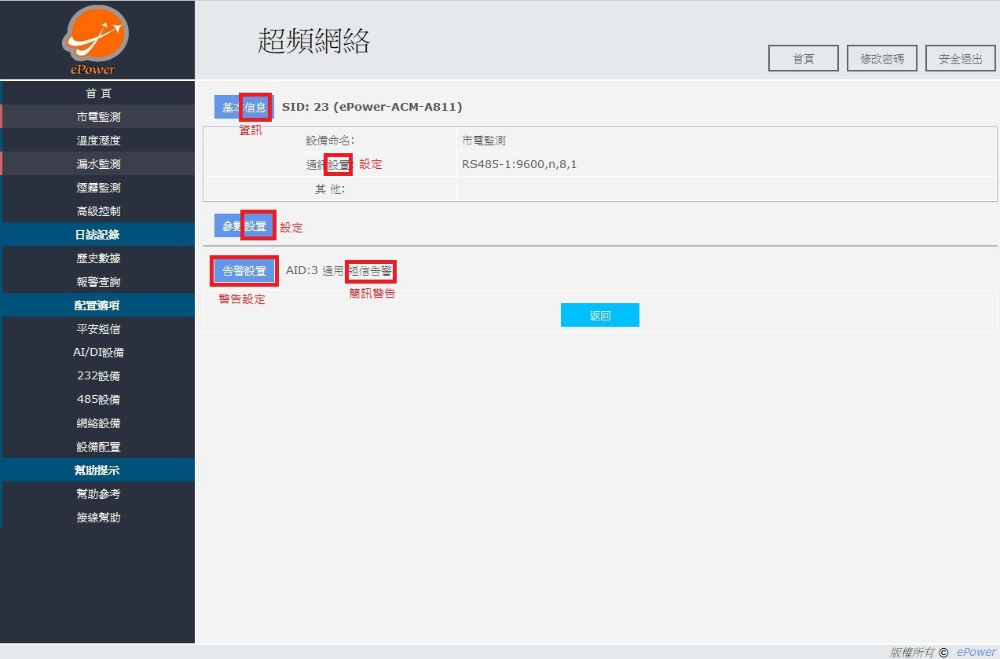 ePower
超頻網絡
首頁
修改密碼
安全退出
首 頁
市電監測
溫度溼度
漏水監測
煙霧監測
高級控制
日誌記錄
歷史數據
報警查詢
配置選項
平安短信
AI/DI設備
232設備
485設備
網絡設備
設備配置
幫助提示
幫助參考
接線幫助
基本信息 SID: 23 (ePower-ACM-A811)
資訊
設備命名: 市電監測
通訊設置: 設定 RS485-1:9600,n,8,1
其 他:
參數設置 設定
告警設置 AID:3 通用 短信告警
警告設定 簡訊警告
返回
版權所有 © ePower